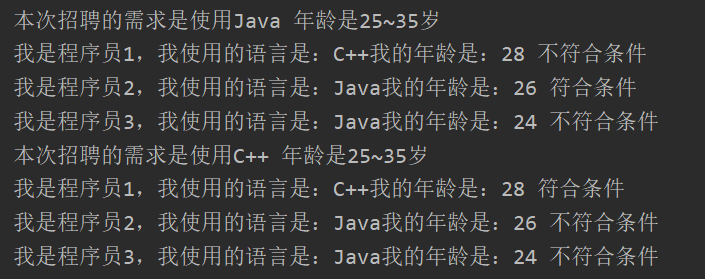 本次招聘的需求是使用Java 年龄是25~35岁
我是程序员1，我使用的语言是：C++我的年龄是：28 不符合条件
我是程序员2，我使用的语言是：Java我的年龄是：26 符合条件
我是程序员3，我使用的语言是：Java我的年龄是：24 不符合条件
本次招聘的需求是使用C++ 年龄是25~35岁
我是程序员1，我使用的语言是：C++我的年龄是：28 符合条件
我是程序员2，我使用的语言是：Java我的年龄是：26 不符合条件
我是程序员3，我使用的语言是：Java我的年龄是：24 不符合条件